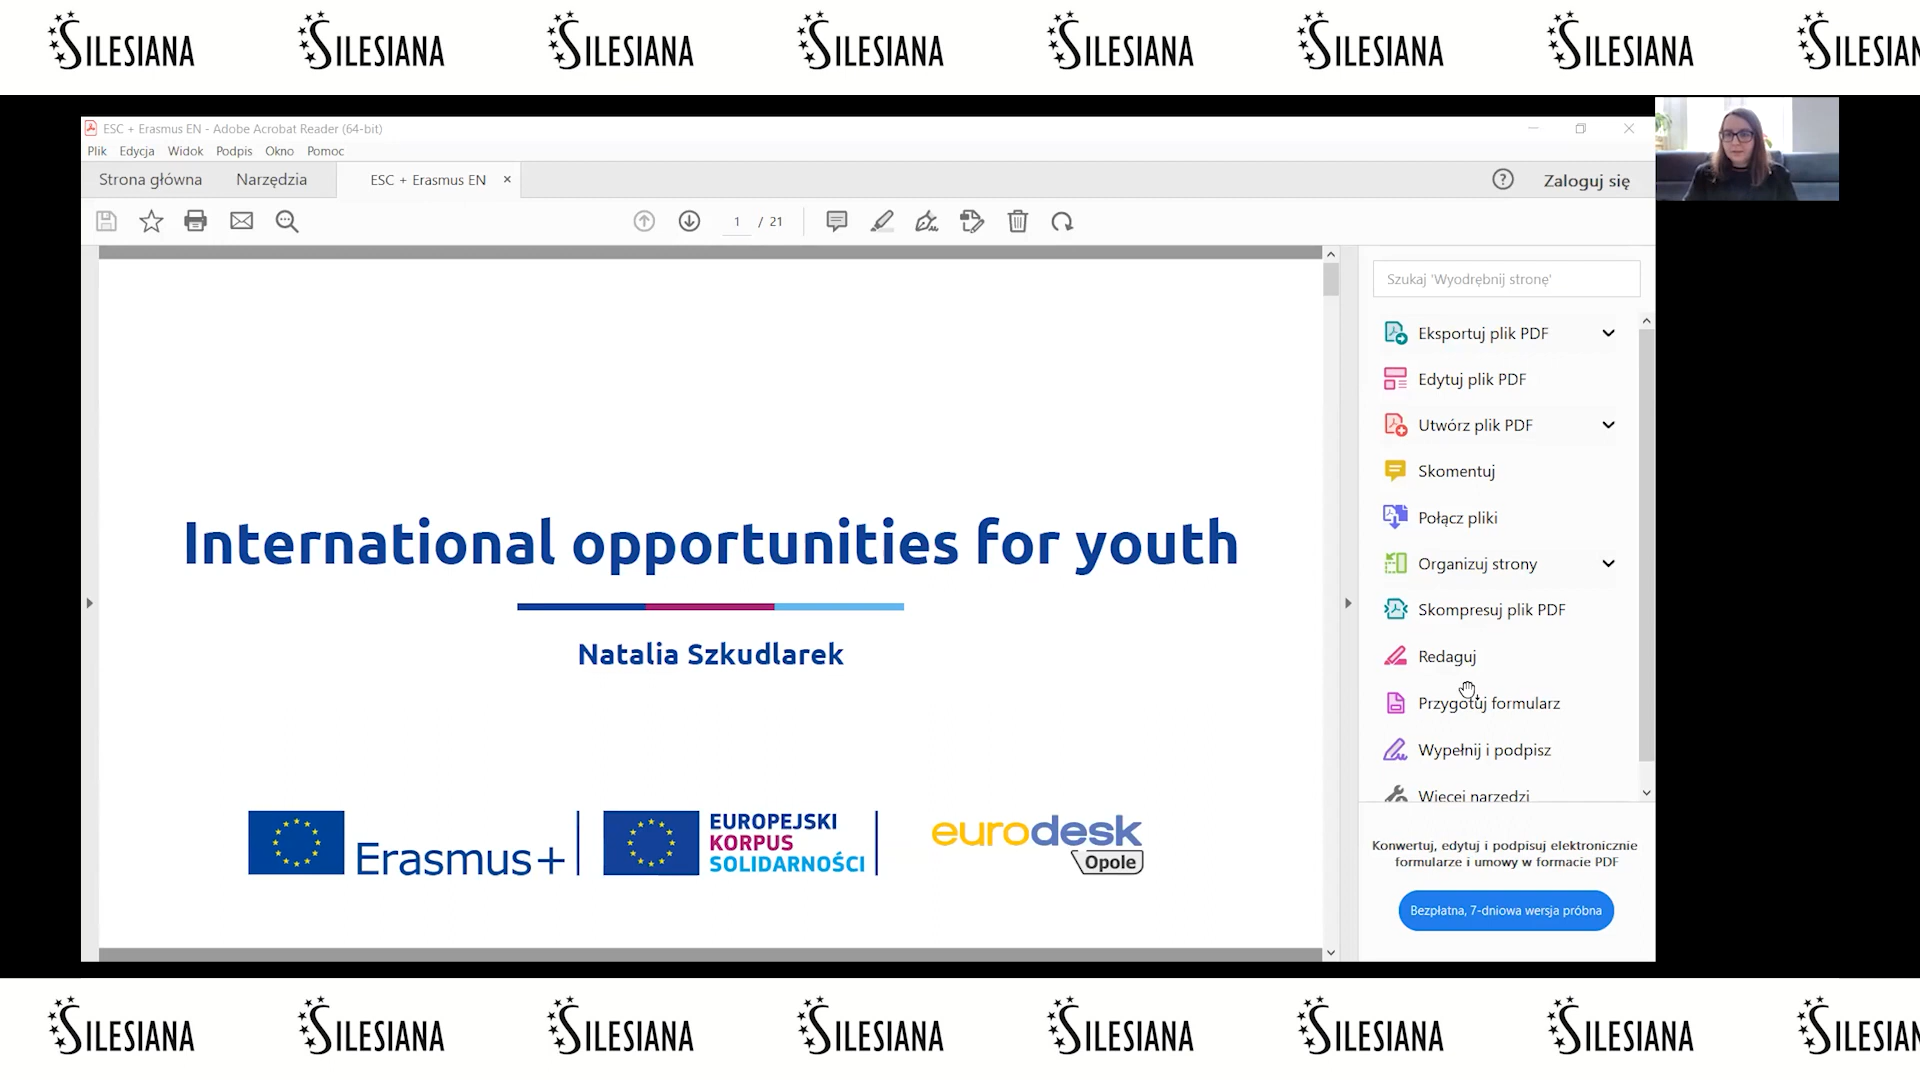 SILESIANA SILESIANA SILESIANA SILESIANA SILESIANA SILESIANA SILESIANA SILESIAN
ESC + Erasmus EN - Adobe Acrobat Reader (64-bit)
Plik Edycja Widok Podpis Okno Pomoc
Strona główna Narzędzia ESC + Erasmus EN × ? Zaloguj się
1 / 21
Szukaj 'Wyodrębnij stronę'
Eksportuj plik PDF
Edytuj plik PDF
Utwórz plik PDF
Skomentuj
Połącz pliki
Organizuj strony
Skompresuj plik PDF
Redaguj
Przygotuj formularz
Wypełnij i podpisz
Więcej narzędzi
Konwertuj, edytuj i podpisuj elektronicznie
formularze i umowy w formacie PDF
Bezpłatna, 7-dniowa wersja próbna
International opportunities for youth
Natalia Szkudlarek
Erasmus+
EUROPEJSKI
KORPUS
SOLIDARNOŚCI
eurodesk
Opole
SILESIANA SILESIANA SILESIANA SILESIANA SILESIANA SILESIANA SILESIANA SILESIAN